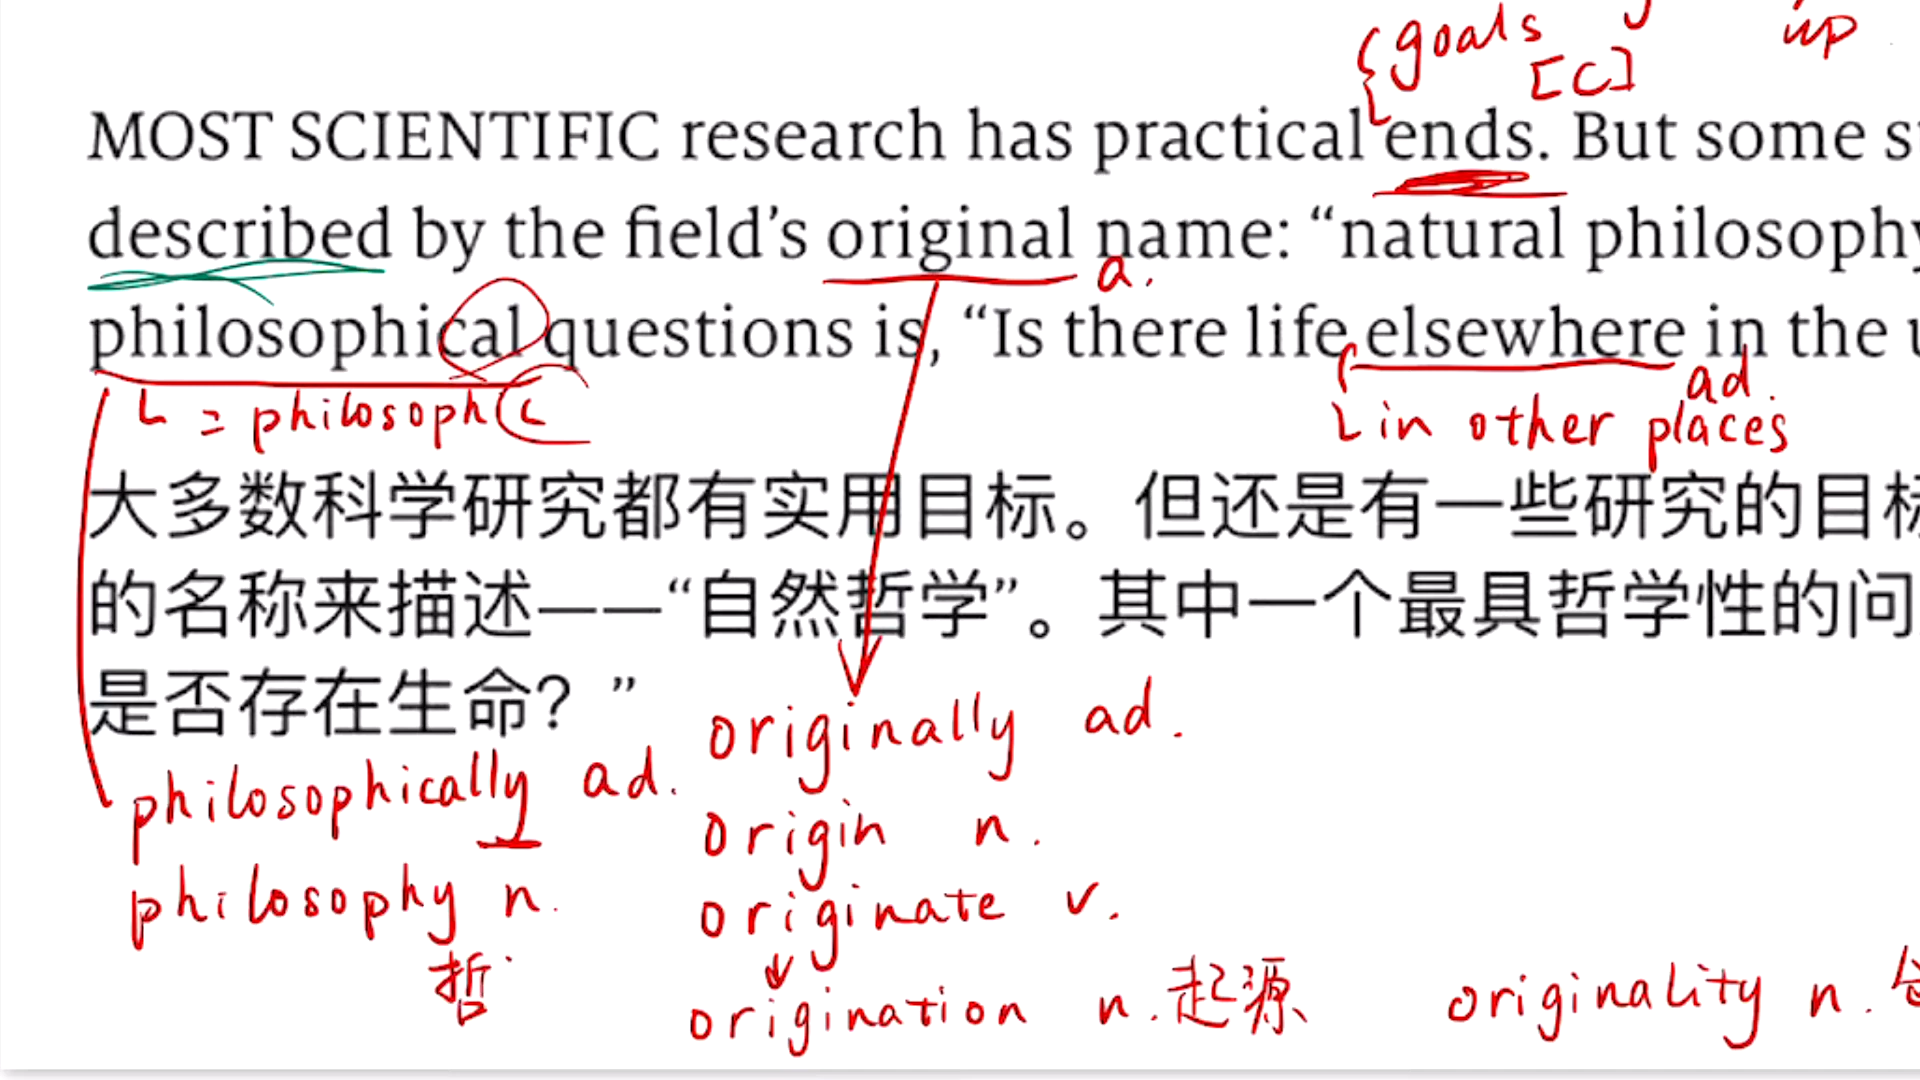 {goals
up
[C]
MOST SCIENTIFIC research has practical ends. But some
described by the field's original name: “natural philosophy
a.
philosophical questions is, “Is there life elsewhere in the
ad.
= philosophic
in other places
大多数科学研究都有实用目标。但还是有一些研究的目标
的名称来描述——“自然哲学”。其中一个最具哲学性的问
是否存在生命？”
originally ad.
philosophically ad.
origin n.
philosophy n.
originate v.
哲
origination n. 起源
originality n.